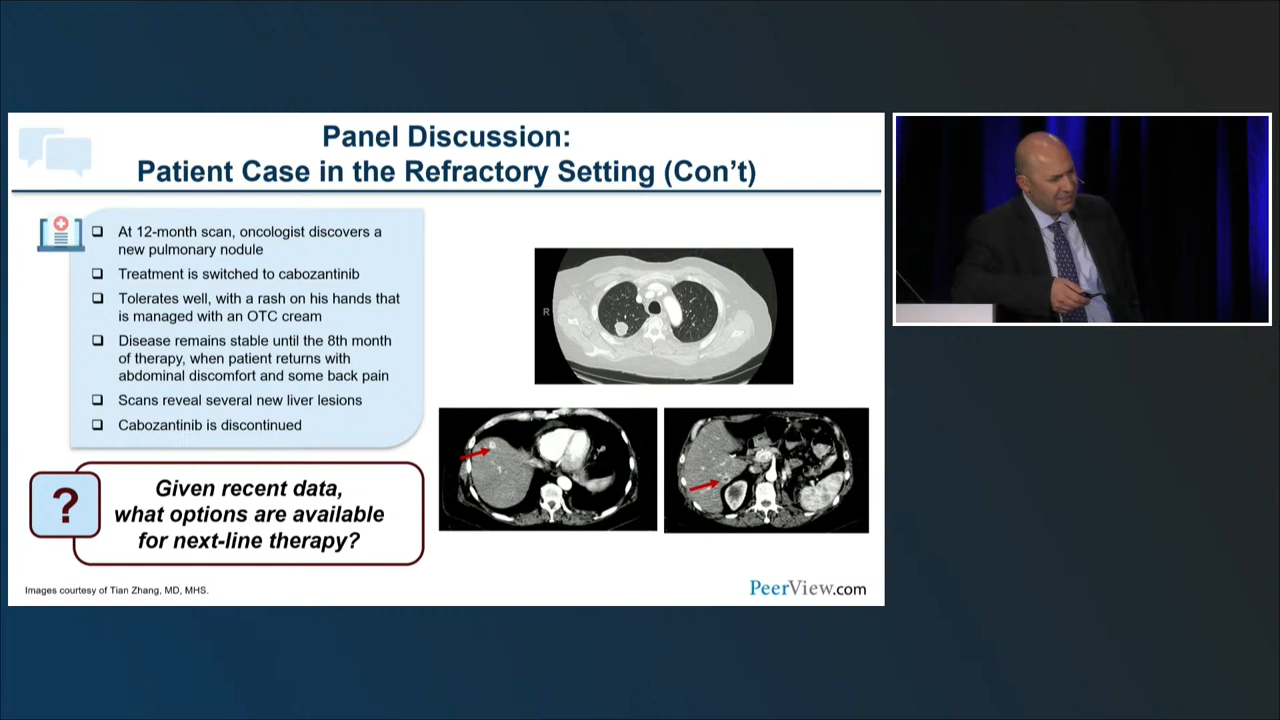 Panel Discussion:
Patient Case in the Refractory Setting (Con't)
❑ At 12-month scan, oncologist discovers a
new pulmonary nodule
❑ Treatment is switched to cabozantinib
❑ Tolerates well, with a rash on his hands that
is managed with an OTC cream
❑ Disease remains stable until the 8th month
of therapy, when patient returns with
abdominal discomfort and some back pain
❑ Scans reveal several new liver lesions
❑ Cabozantinib is discontinued
R
?
Given recent data,
what options are available
for next-line therapy?
Images courtesy of Tian Zhang, MD, MHS.
PeerView.com